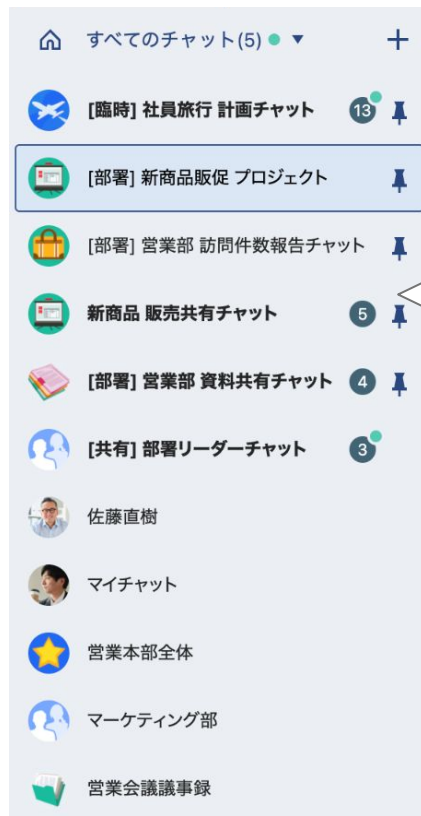 すべてのチャット(5)
[臨時] 社員旅行 計画チャット 13
[部署] 新商品販促 プロジェクト
[部署] 営業部 訪問件数報告チャット
新商品 販売共有チャット 5
[部署] 営業部 資料共有チャット 4
[共有] 部署リーダーチャット 3
佐藤直樹
マイチャット
営業本部全体
マーケティング部
営業会議議事録